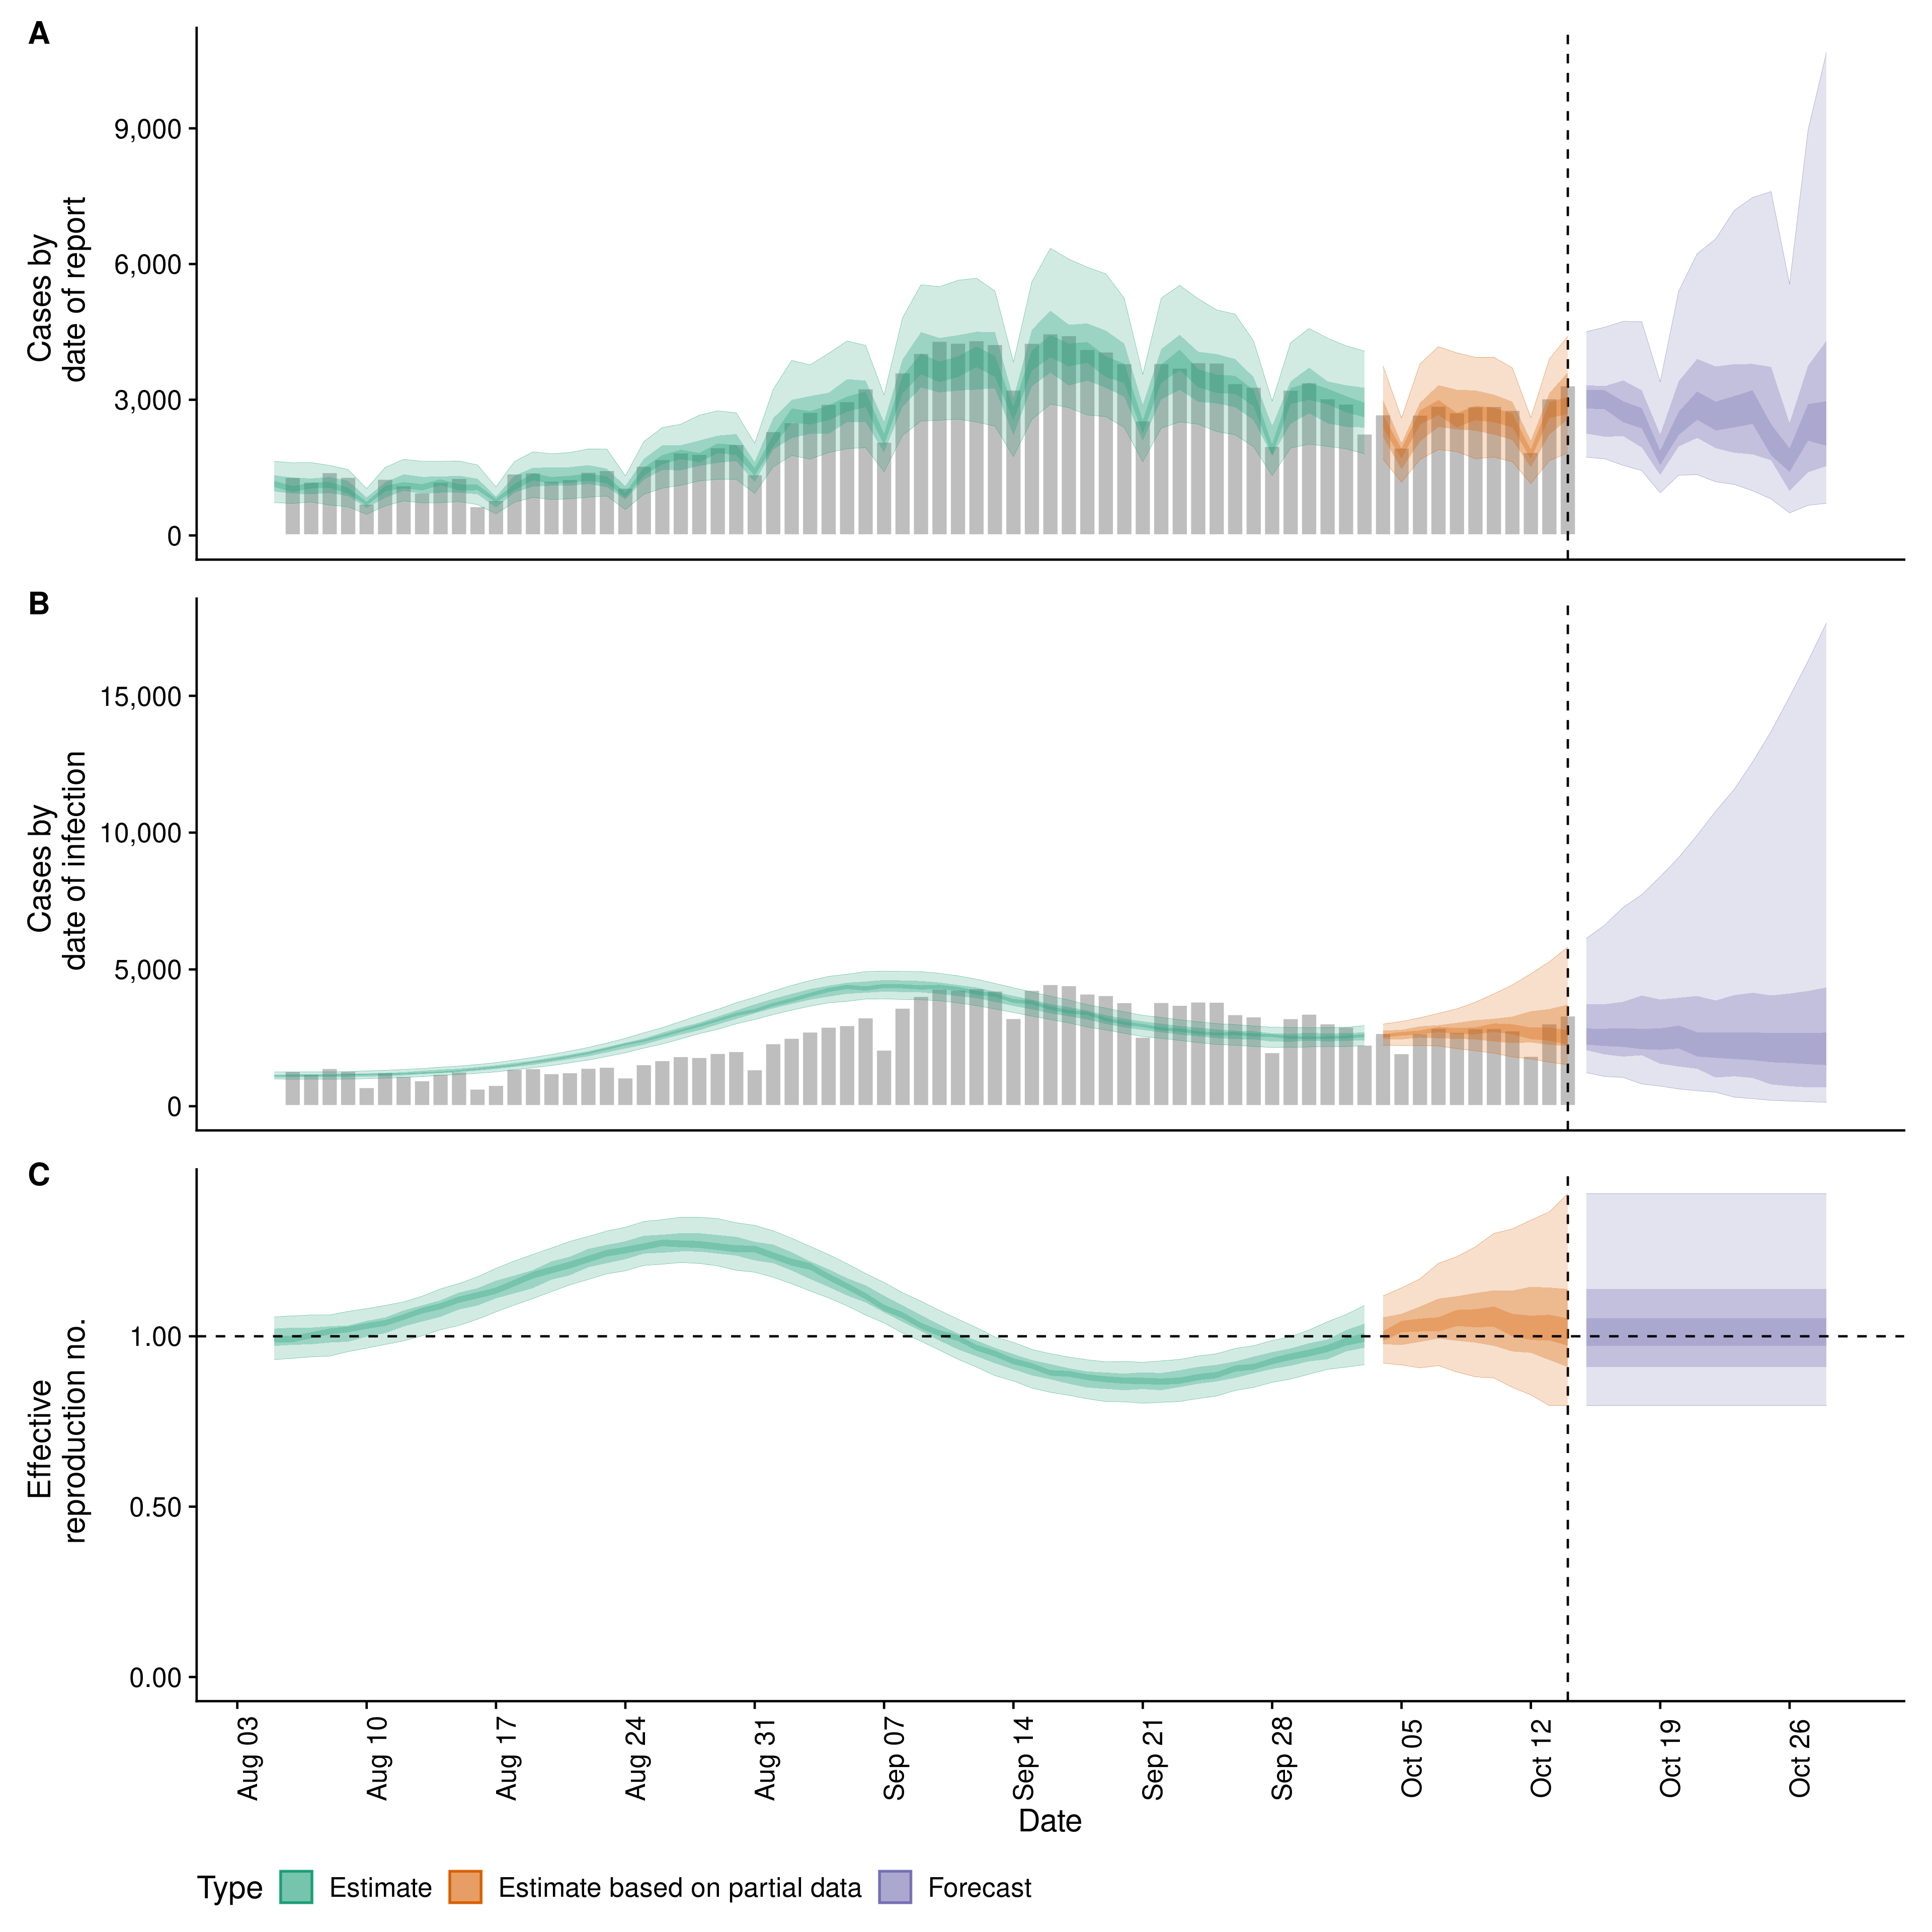 A
Cases by
date of report
9,000
6,000
3,000
0
B
Cases by
date of infection
15,000
10,000
5,000
0
C
Effective
reproduction no.
1.00
0.50
0.00
Aug 03
Aug 10
Aug 17
Aug 24
Aug 31
Sep 07
Sep 14
Sep 21
Sep 28
Oct 05
Oct 12
Oct 19
Oct 26
Date
Type Estimate Estimate based on partial data Forecast